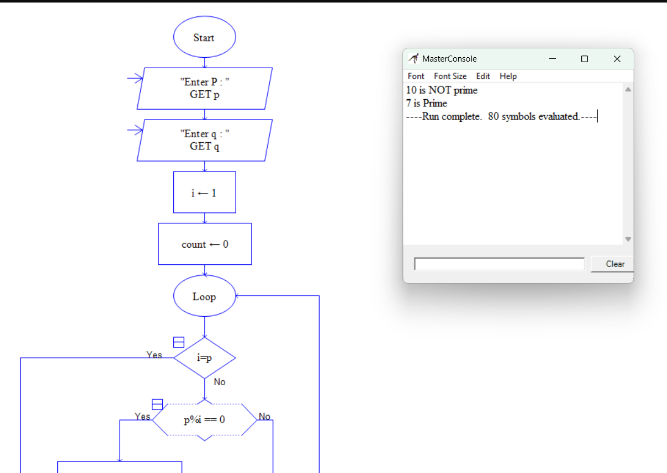 Start
"Enter P : "
GET p
"Enter q : "
GET q
i ← 1
count ← 0
Loop
i=p
Yes
No
p%i == 0
Yes
No
MasterConsole
Font Font Size Edit Help
10 is NOT prime
7 is Prime
----Run complete. 80 symbols evaluated.----
Clear